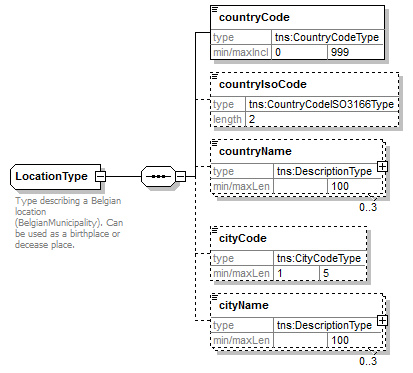 countryCode
type tns:CountryCodeType
min/maxIncl 0 999
countryIsoCode
type tns:CountryCodeISO3166Type
length 2
countryName
type tns:DescriptionType
min/maxLen 100
0..3
LocationType
Type describing a Belgian
location
(BelgianMunicipality). Can
be used as a birthplace or
decease place.
cityCode
type tns:CityCodeType
min/maxLen 1 5
cityName
type tns:DescriptionType
min/maxLen 100
0..3